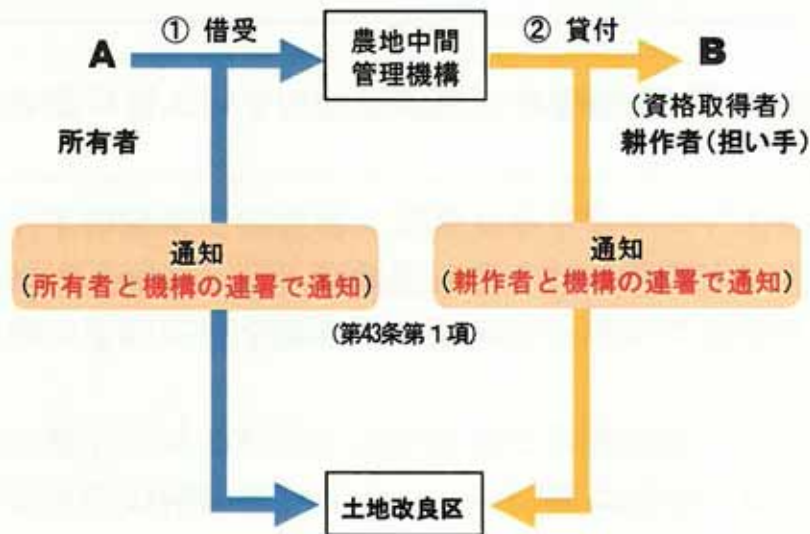 ① 借受
② 貸付
A
農地中間
管理機構
B
(資格取得者)
所有者
耕作者(担い手)
通知
(所有者と機構の連署で通知)
通知
(耕作者と機構の連署で通知)
(第43条第1項)
土地改良区